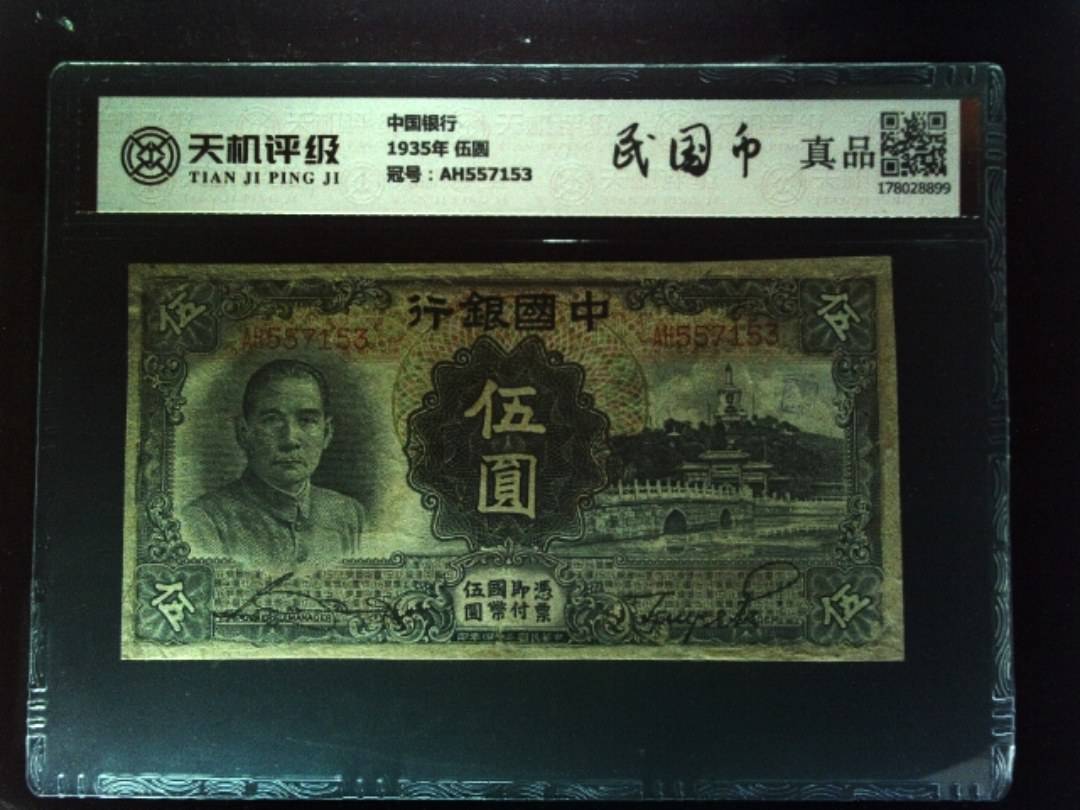 天机评级
TIAN JI PING JI
中国银行
1935年 伍圆
冠号：AH557153
民国币
真品
178028899
伍
伍
行銀國中
AH557153
AH557153
伍
圓
憑票
即付
國幣
伍圓
MANAGER
伍
伍